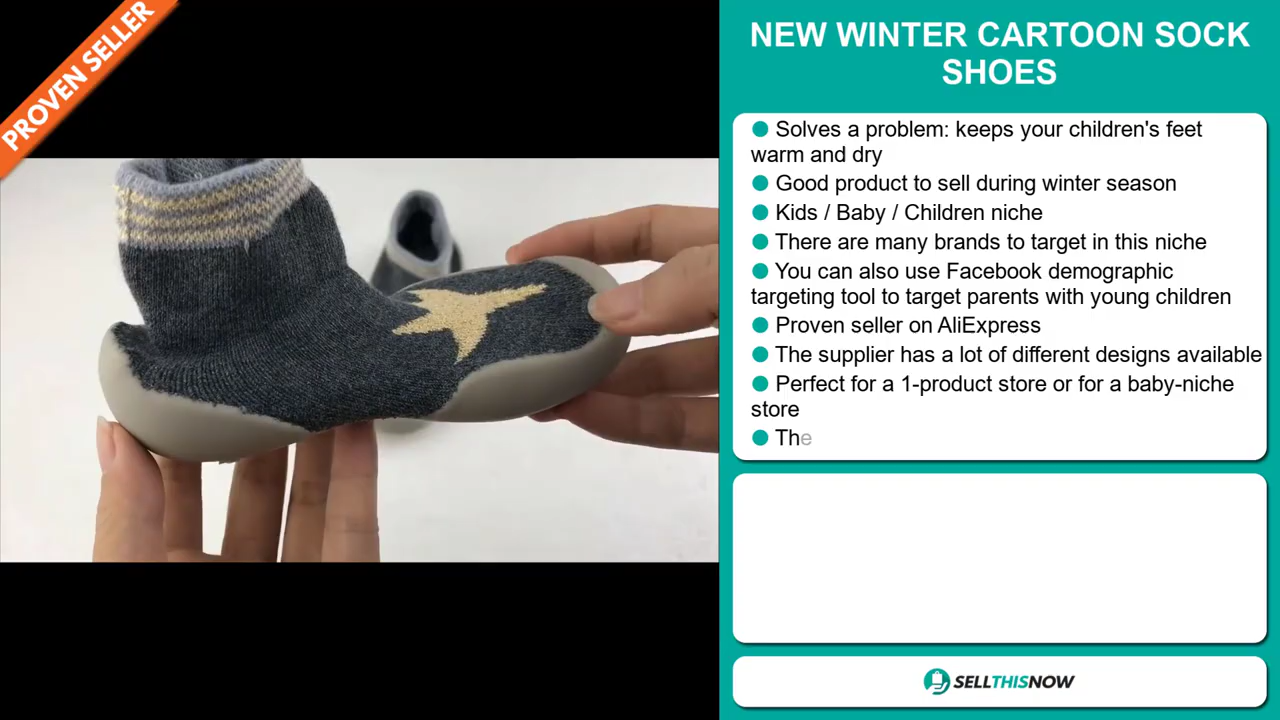 PROVEN SELLER
NEW WINTER CARTOON SOCK
SHOES
Solves a problem: keeps your children's feet
warm and dry
Good product to sell during winter season
Kids / Baby / Children niche
There are many brands to target in this niche
You can also use Facebook demographic
targeting tool to target parents with young children
Proven seller on AliExpress
The supplier has a lot of different designs available
Perfect for a 1-product store or for a baby-niche
store
The
SELLTHISNOW